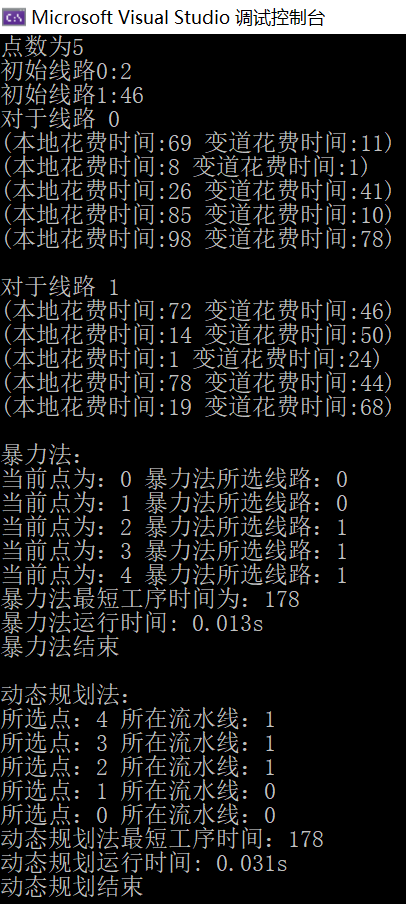 Microsoft Visual Studio 调试控制台
点数为5
初始线路0:2
初始线路1:46
对于线路 0
(本地花费时间:69 变道花费时间:11)
(本地花费时间:8 变道花费时间:1)
(本地花费时间:26 变道花费时间:41)
(本地花费时间:85 变道花费时间:10)
(本地花费时间:98 变道花费时间:78)
对于线路 1
(本地花费时间:72 变道花费时间:46)
(本地花费时间:14 变道花费时间:50)
(本地花费时间:1 变道花费时间:24)
(本地花费时间:78 变道花费时间:44)
(本地花费时间:19 变道花费时间:68)
暴力法：
当前点为：0 暴力法所选线路：0
当前点为：1 暴力法所选线路：0
当前点为：2 暴力法所选线路：1
当前点为：3 暴力法所选线路：1
当前点为：4 暴力法所选线路：1
暴力法最短工序时间为：178
暴力法运行时间: 0.013s
暴力法结束
动态规划法：
所选点：4 所在流水线：1
所选点：3 所在流水线：1
所选点：2 所在流水线：1
所选点：1 所在流水线：0
所选点：0 所在流水线：0
动态规划法最短工序时间：178
动态规划运行时间: 0.031s
动态规划结束